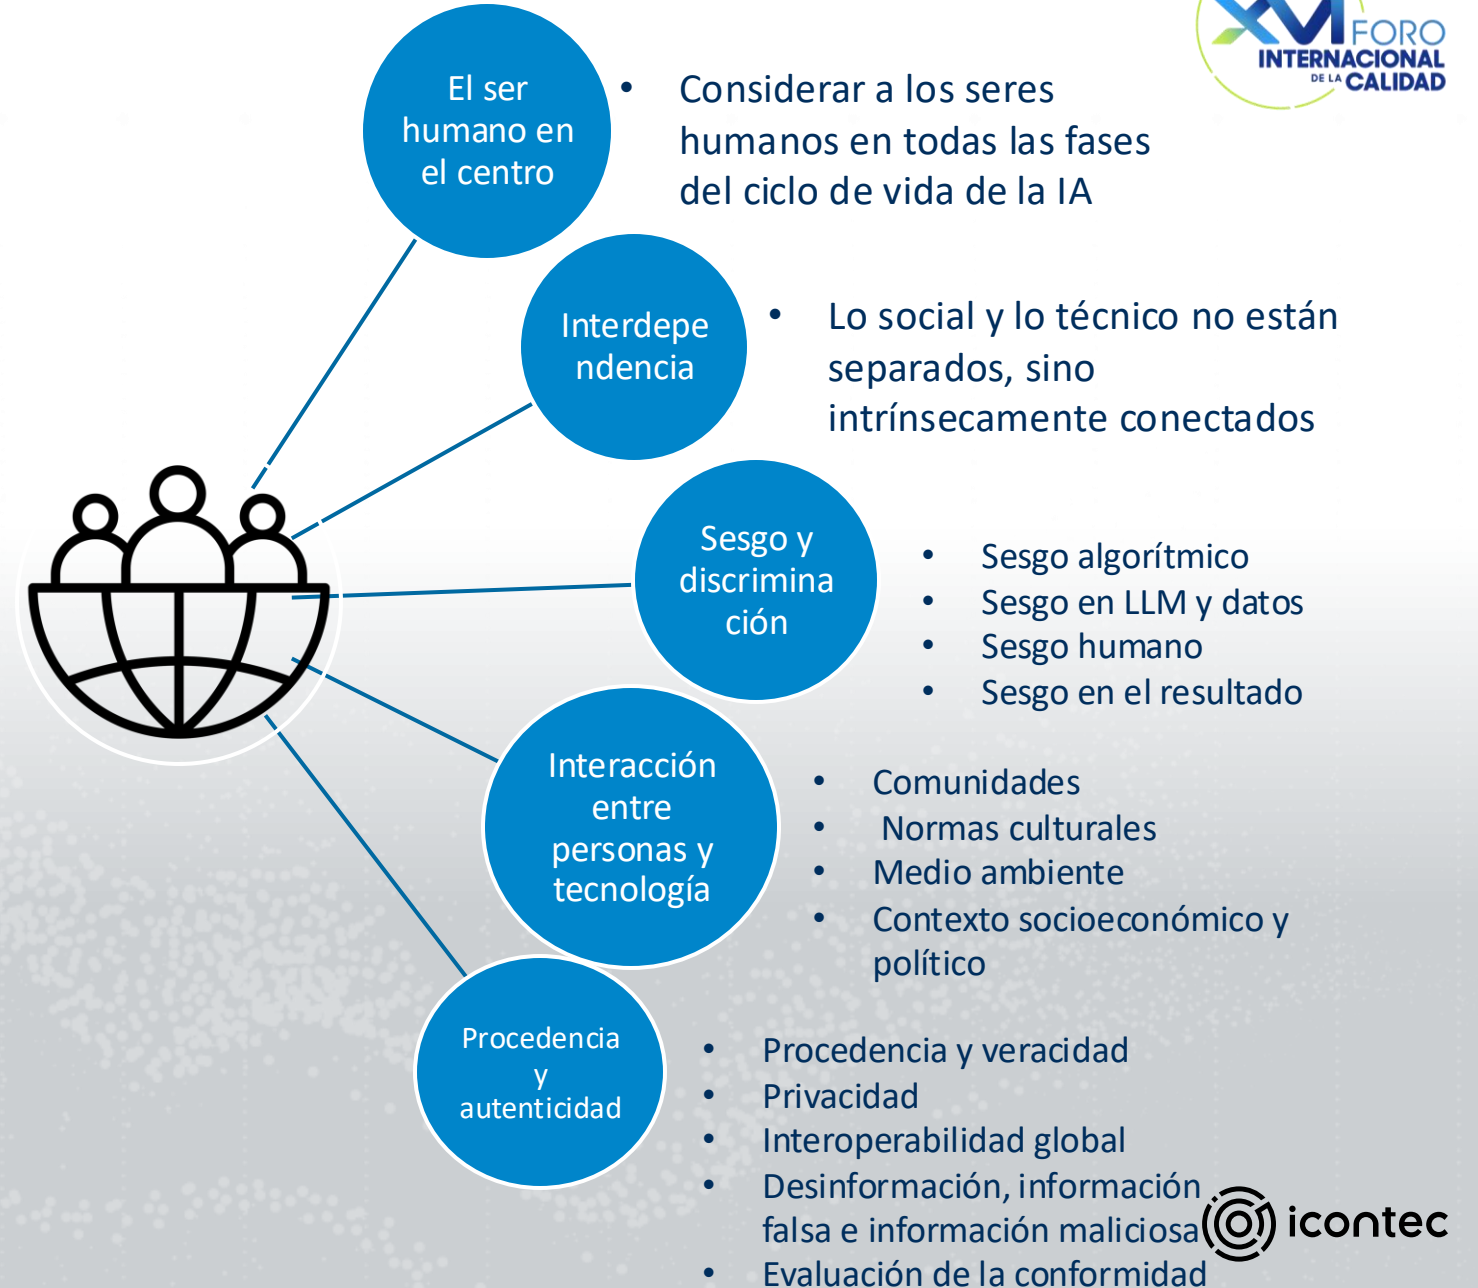 XVI FORO
INTERNACIONAL
DE LA CALIDAD
El ser
humano en
el centro
• Considerar a los seres
humanos en todas las fases
del ciclo de vida de la IA
Interdepe
ndencia
• Lo social y lo técnico no están
separados, sino
intrínsecamente conectados
Sesgo y
discrimina
ción
• Sesgo algorítmico
• Sesgo en LLM y datos
• Sesgo humano
• Sesgo en el resultado
Interacción
entre
personas y
tecnología
• Comunidades
• Normas culturales
• Medio ambiente
• Contexto socioeconómico y
político
Procedencia
y
autenticidad
• Procedencia y veracidad
• Privacidad
• Interoperabilidad global
• Desinformación, información
falsa e información maliciosa
• Evaluación de la conformidad
icontec